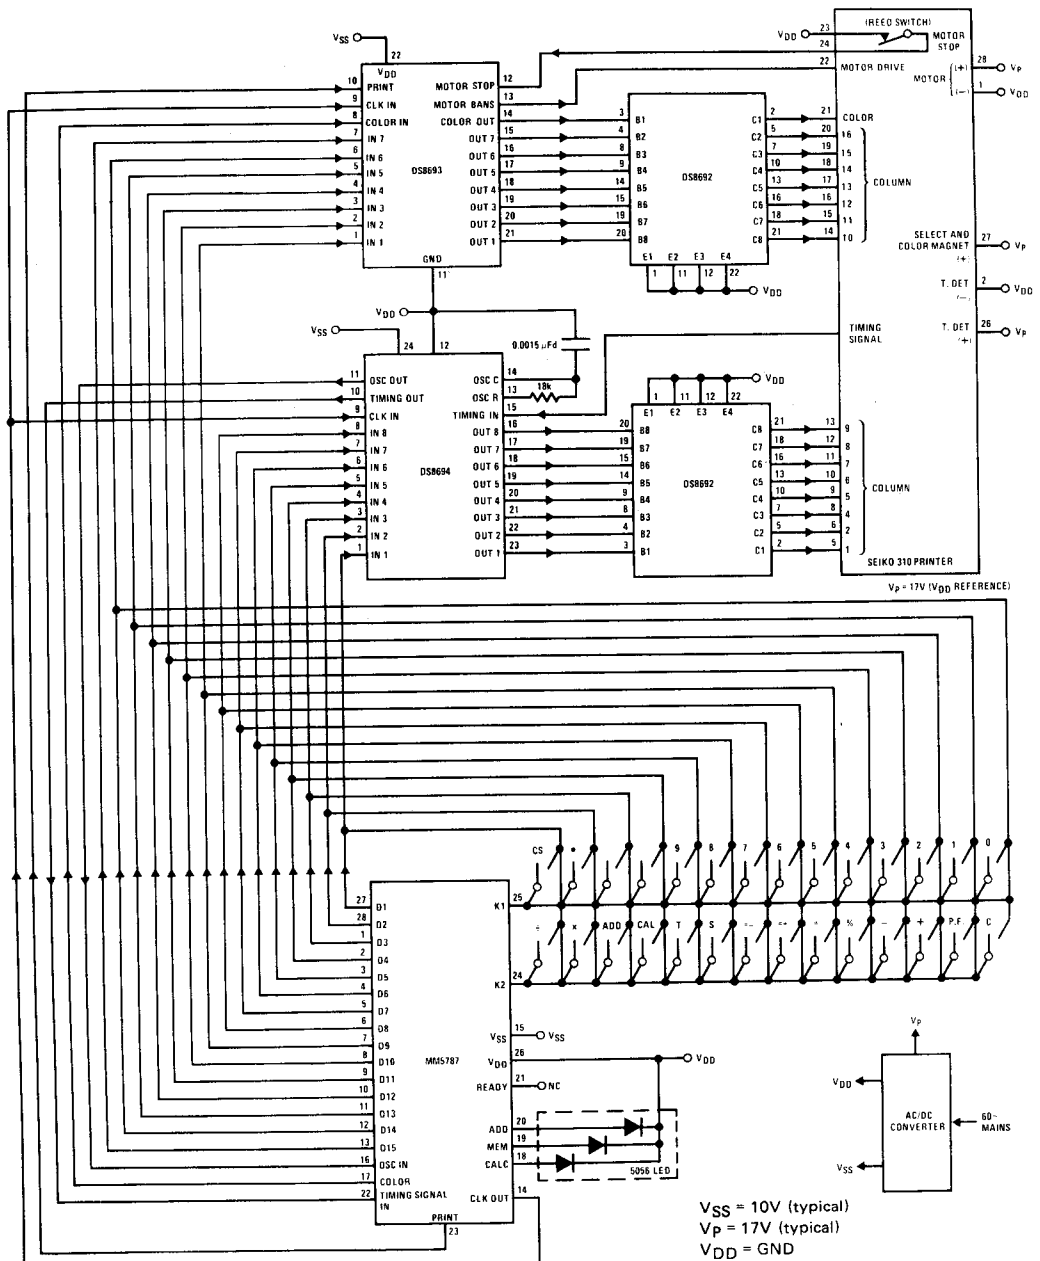 (REED SWITCH)
VDD 23 24 MOTOR STOP
VSS 22
VDD
10 PRINT MOTOR STOP 12
9 CLK IN MOTOR BANS 13
8 COLOR IN COLOR OUT 14
7 IN 7 OUT 7 15
6 IN 6 OUT 6 16
5 IN 5 OUT 5 17
4 IN 4 OUT 4 18
3 IN 3 OUT 3 19
2 IN 2 OUT 2 20
1 IN 1 OUT 1 21
DS8693
GND
11
22 MOTOR DRIVE
MOTOR (+) 28 VP
(-) 1 VDD
3 B1 C1 2 21 COLOR
4 B2 C2 5 20 16
8 B3 C3 7 19 15
9 B4 C4 10 18 14
14 B5 C5 13 17 13
15 B6 C6 16 16 12
19 B7 C7 18 15 11
20 B8 C8 21 14 10
DS8692
COLUMN
E1 E2 E3 E4
1 11 12 22
VDD
SELECT AND COLOR MAGNET (+) 27 VP
T. DET (-) 2 VDD
T. DET (+) 26 VP
TIMING SIGNAL
VDD
VSS
24 12
0.0015 µFd
18k
11 OSC OUT OSC C 14
10 TIMING OUT OSC R 13
9 CLK IN TIMING IN 15
8 IN 8 OUT 8 16
7 IN 7 OUT 7 17
6 IN 6 OUT 6 18
5 IN 5 OUT 5 19
4 IN 4 OUT 4 20
3 IN 3 OUT 3 21
2 IN 2 OUT 2 22
1 IN 1 OUT 1 23
DS8694
VDD
1 11 12 22
E1 E2 E3 E4
20 B8 C8 21 13 9
19 B7 C7 18 12 8
15 B6 C6 16 11 7
14 B5 C5 13 10 6
9 B4 C4 10 9 5
8 B3 C3 7 8 4
4 B2 C2 5 6 2
3 B1 C1 2 5 1
DS8692
COLUMN
SEIKO 310 PRINTER
VP = 17V (VDD REFERENCE)
CS 9 8 7 6 5 4 3 2 1 0
× ADD CAL T S % − + P.F. C
27 D1 K1 25
28 D2
1 D3
2 D4 K2 24
3 D5
4 D6
5 D7
6 D8 VSS 15 VSS
7 D9
8 D10 VDD 26 VDD
9 D11 READY 21 NC
10 D12
11 D13
12 D14 ADD 20
13 D15 MEM 19
16 OSC IN CALC 18
17 COLOR
22 TIMING SIGNAL IN
CLK OUT 14
PRINT
23
MM5787
5056 LED
VP
VDD
VSS
AC/DC CONVERTER
60~ MAINS
VSS = 10V (typical)
VP = 17V (typical)
VDD = GND